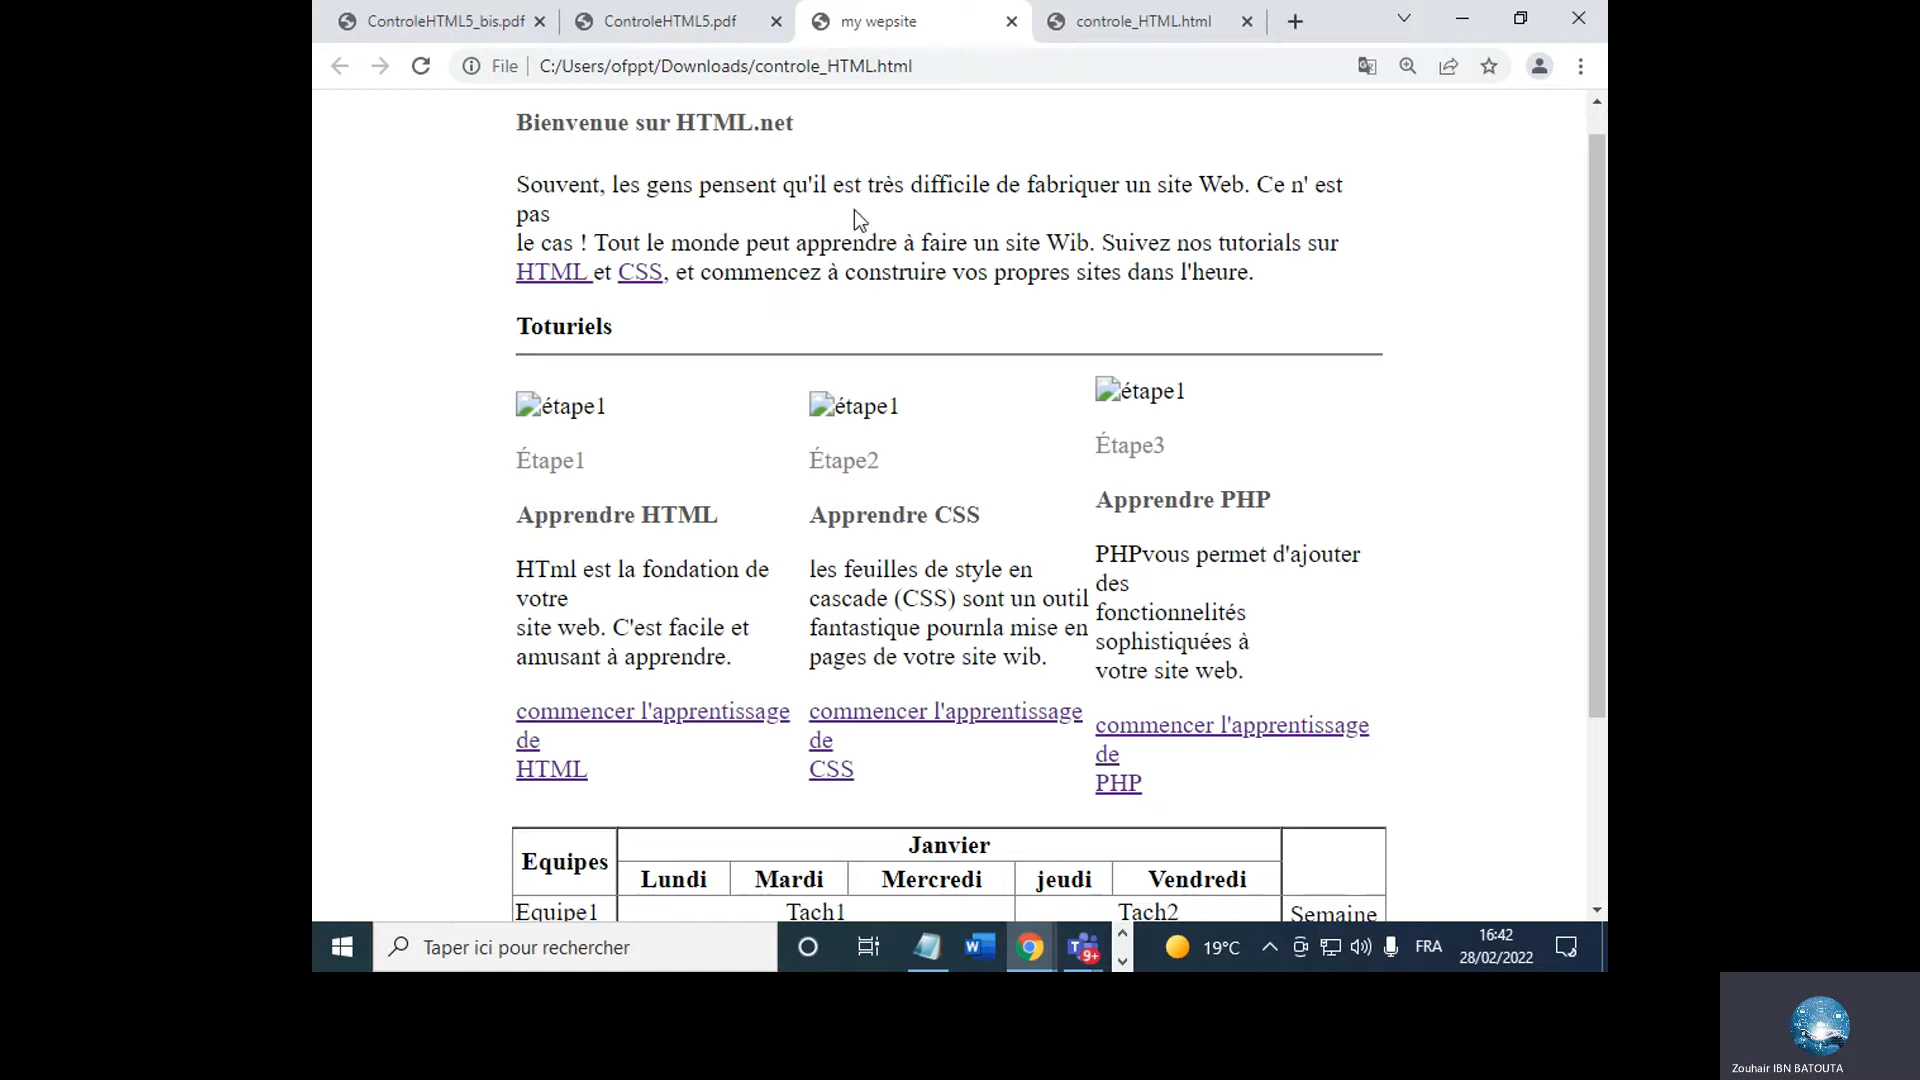 ControleHTML5_bis.pdf
ControleHTML5.pdf
my wepsite
controle_HTML.html
File
C:/Users/ofppt/Downloads/controle_HTML.html
Bienvenue sur HTML.net
Souvent, les gens pensent qu'il est très difficile de fabriquer un site Web. Ce n' est
pas
le cas ! Tout le monde peut apprendre à faire un site Wib. Suivez nos tutorials sur
HTML et CSS, et commencez à construire vos propres sites dans l'heure.
Toturiels
étape1
Étape1
Apprendre HTML
HTml est la fondation de
votre
site web. C'est facile et
amusant à apprendre.
commencer l'apprentissage
de
HTML
étape1
Étape2
Apprendre CSS
les feuilles de style en
cascade (CSS) sont un outil
fantastique pournla mise en
pages de votre site wib.
commencer l'apprentissage
de
CSS
étape1
Étape3
Apprendre PHP
PHPvous permet d'ajouter
des
fonctionnelités
sophistiquées à
votre site web.
commencer l'apprentissage
de
PHP
Equipes
Janvier
Lundi Mardi Mercredi jeudi Vendredi
Equipe1 Tach1 Tach2 Semaine
Taper ici pour rechercher
9+
19°C
FRA
16:42
28/02/2022
Zouhair IBN BATOUTA